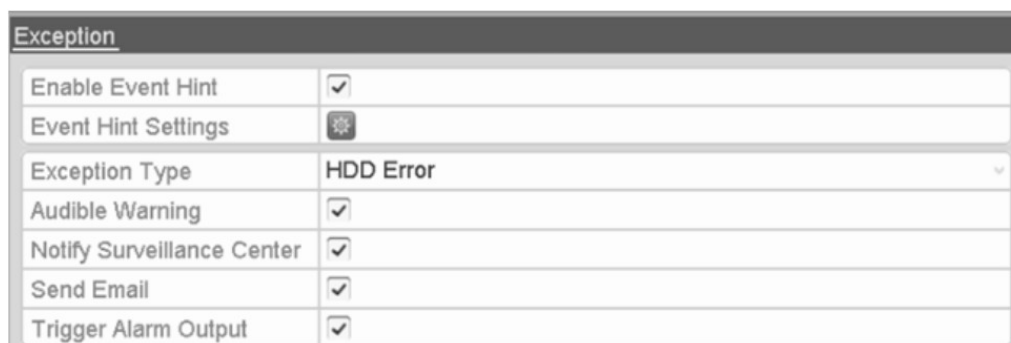 Exception
Enable Event Hint
Event Hint Settings
Exception Type HDD Error
Audible Warning
Notify Surveillance Center
Send Email
Trigger Alarm Output